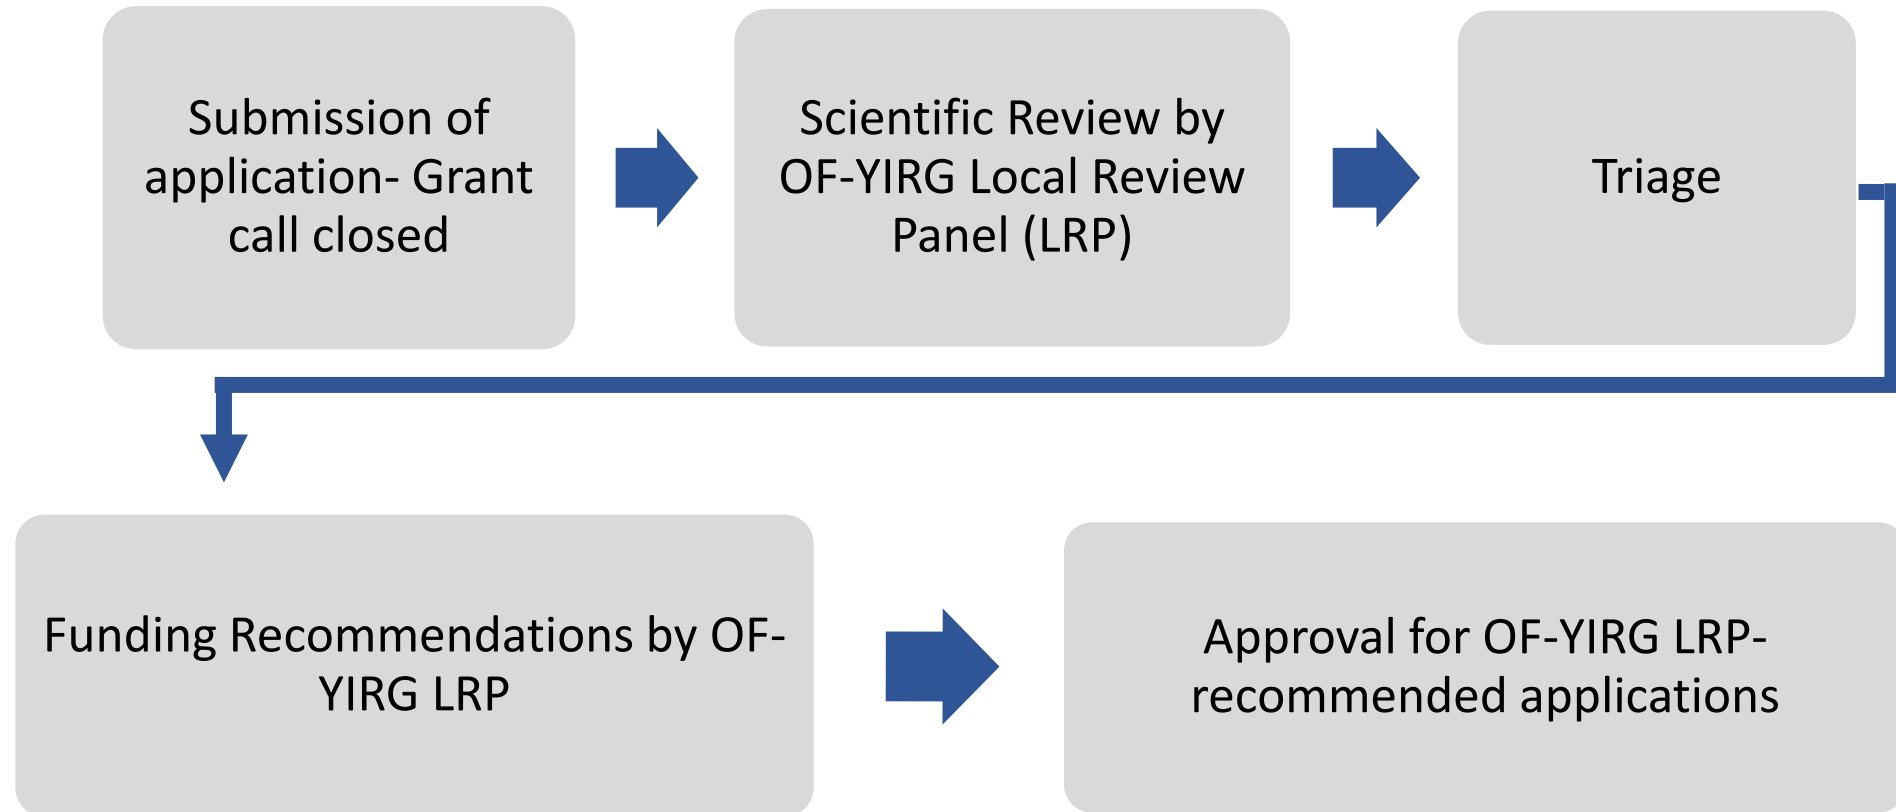 Submission of
application- Grant
call closed
Scientific Review by
OF-YIRG Local Review
Panel (LRP)
Triage
Funding Recommendations by OF-
YIRG LRP
Approval for OF-YIRG LRP-
recommended applications